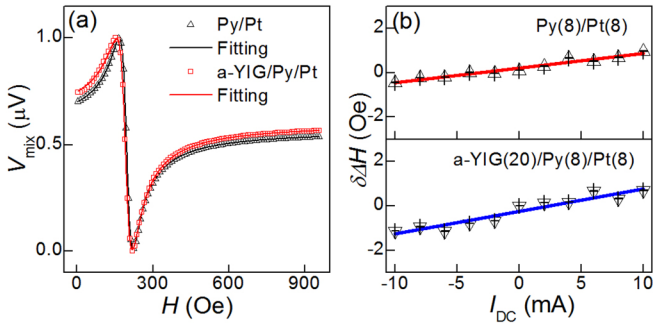 (a)
Py/Pt
Fitting
a-YIG/Py/Pt
Fitting
1.0
0.5
0.0
V_mix (μV)
0 300 600 900
H (Oe)
(b)
Py(8)/Pt(8)
2
0
-2
a-YIG(20)/Py(8)/Pt(8)
2
0
-2
δΔH (Oe)
-10 -5 0 5 10
I_DC (mA)